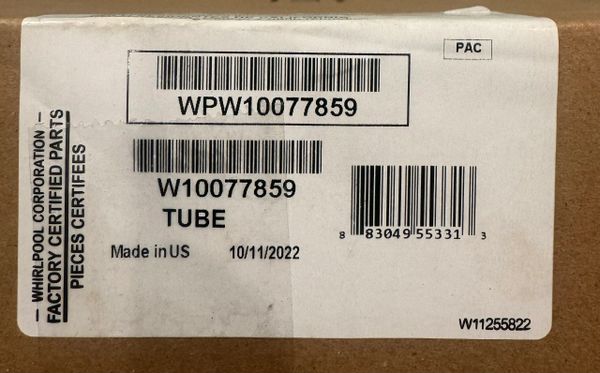 PAC
WPW10077859
W10077859
TUBE
Made in US 10/11/2022
8 83049 55331 3
W11255822
— WHIRLPOOL CORPORATION —
FACTORY CERTIFIED PARTS
PIECES CERTIFEES